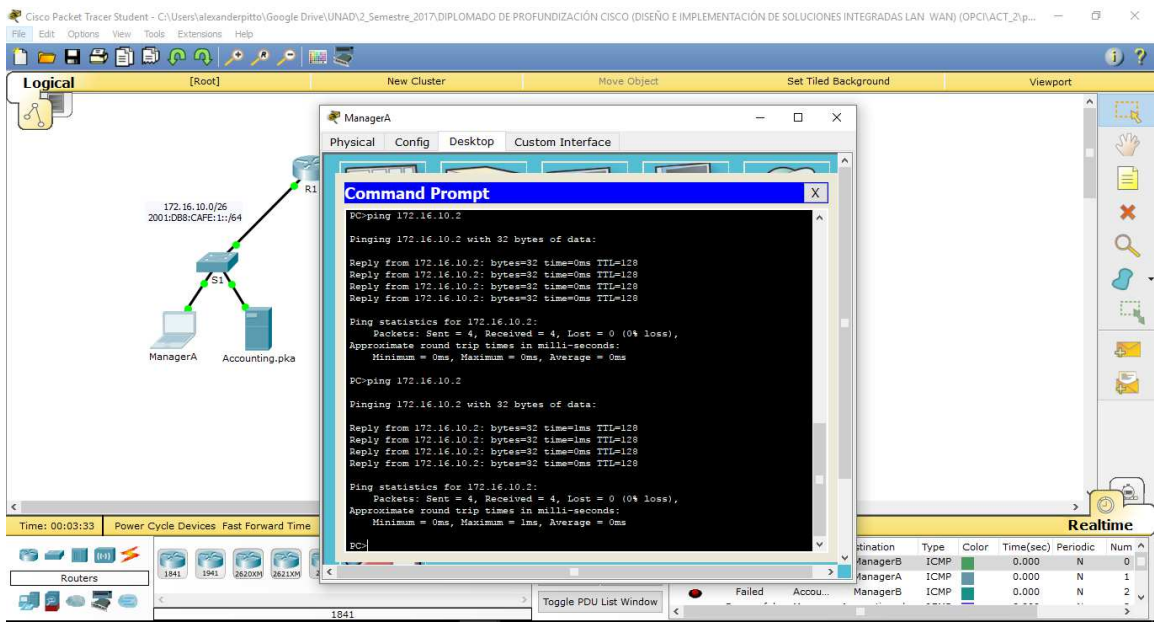 Cisco Packet Tracer Student - C:\Users\alexanderpitto\Google Drive\UNAD\2_Semestre_2017\DIPLOMADO DE PROFUNDIZACIÓN CISCO (DISEÑO E IMPLEMENTACIÓN DE SOLUCIONES INTEGRADAS LAN WAN) (OPCI\ACT_2\p...
File Edit Options View Tools Extensions Help
Logical [Root] New Cluster Move Object Set Tiled Background Viewport
ManagerA
Physical Config Desktop Custom Interface
R1
172.16.10.0/26
2001:DB8:CAFE:1::/64
S1
ManagerA Accounting.pka
Command Prompt X
PC>ping 172.16.10.2
Pinging 172.16.10.2 with 32 bytes of data:
Reply from 172.16.10.2: bytes=32 time=0ms TTL=128
Reply from 172.16.10.2: bytes=32 time=0ms TTL=128
Reply from 172.16.10.2: bytes=32 time=0ms TTL=128
Reply from 172.16.10.2: bytes=32 time=0ms TTL=128
Ping statistics for 172.16.10.2:
Packets: Sent = 4, Received = 4, Lost = 0 (0% loss),
Approximate round trip times in milli-seconds:
Minimum = 0ms, Maximum = 0ms, Average = 0ms
PC>ping 172.16.10.2
Pinging 172.16.10.2 with 32 bytes of data:
Reply from 172.16.10.2: bytes=32 time=1ms TTL=128
Reply from 172.16.10.2: bytes=32 time=1ms TTL=128
Reply from 172.16.10.2: bytes=32 time=0ms TTL=128
Reply from 172.16.10.2: bytes=32 time=0ms TTL=128
Ping statistics for 172.16.10.2:
Packets: Sent = 4, Received = 4, Lost = 0 (0% loss),
Approximate round trip times in milli-seconds:
Minimum = 0ms, Maximum = 1ms, Average = 0ms
PC>
Time: 00:03:33 Power Cycle Devices Fast Forward Time Realtime
Routers
1841 1941 2620XM 2621XM
1841
Toggle PDU List Window
stination Type Color Time(sec) Periodic Num
ManagerB ICMP 0.000 N 0
ManagerA ICMP 0.000 N 1
Failed Accou... ManagerB ICMP 0.000 N 2